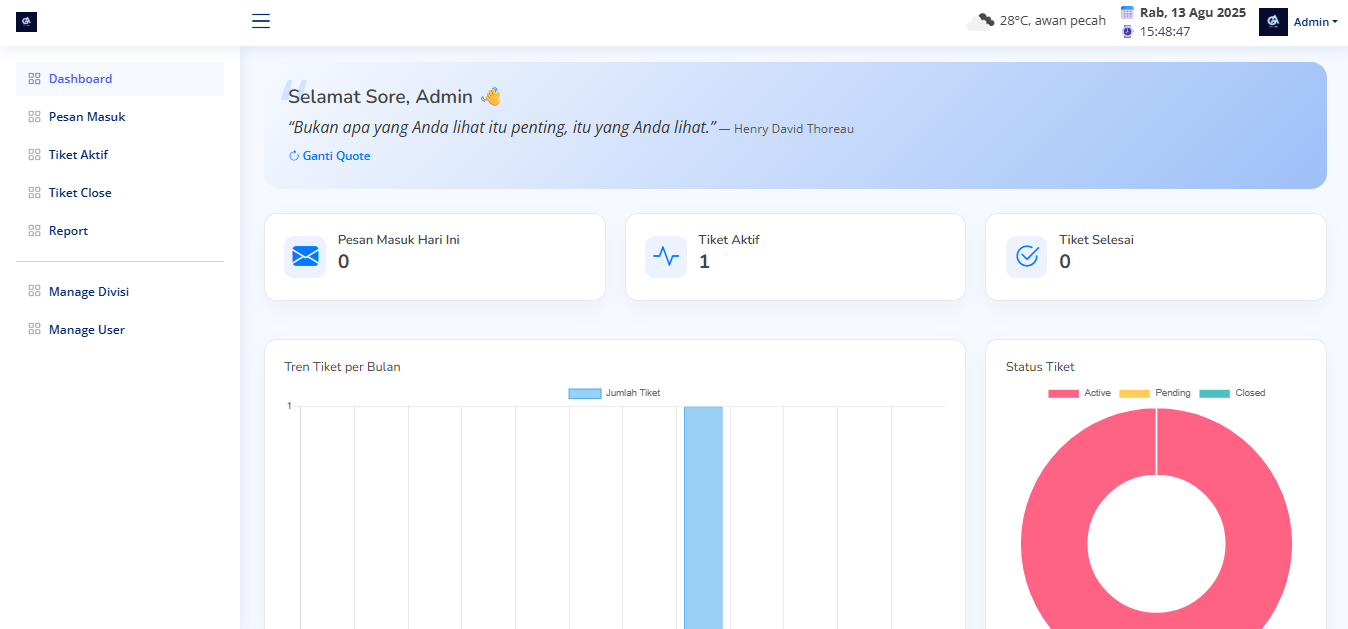 28°C, awan pecah
Rab, 13 Agu 2025
15:48:47
Admin
Dashboard
Pesan Masuk
Tiket Aktif
Tiket Close
Report
Manage Divisi
Manage User
Selamat Sore, Admin 👋
“Bukan apa yang Anda lihat itu penting, itu yang Anda lihat.” — Henry David Thoreau
Ganti Quote
Pesan Masuk Hari Ini
0
Tiket Aktif
1
Tiket Selesai
0
Tren Tiket per Bulan
Jumlah Tiket
1
Status Tiket
Active Pending Closed